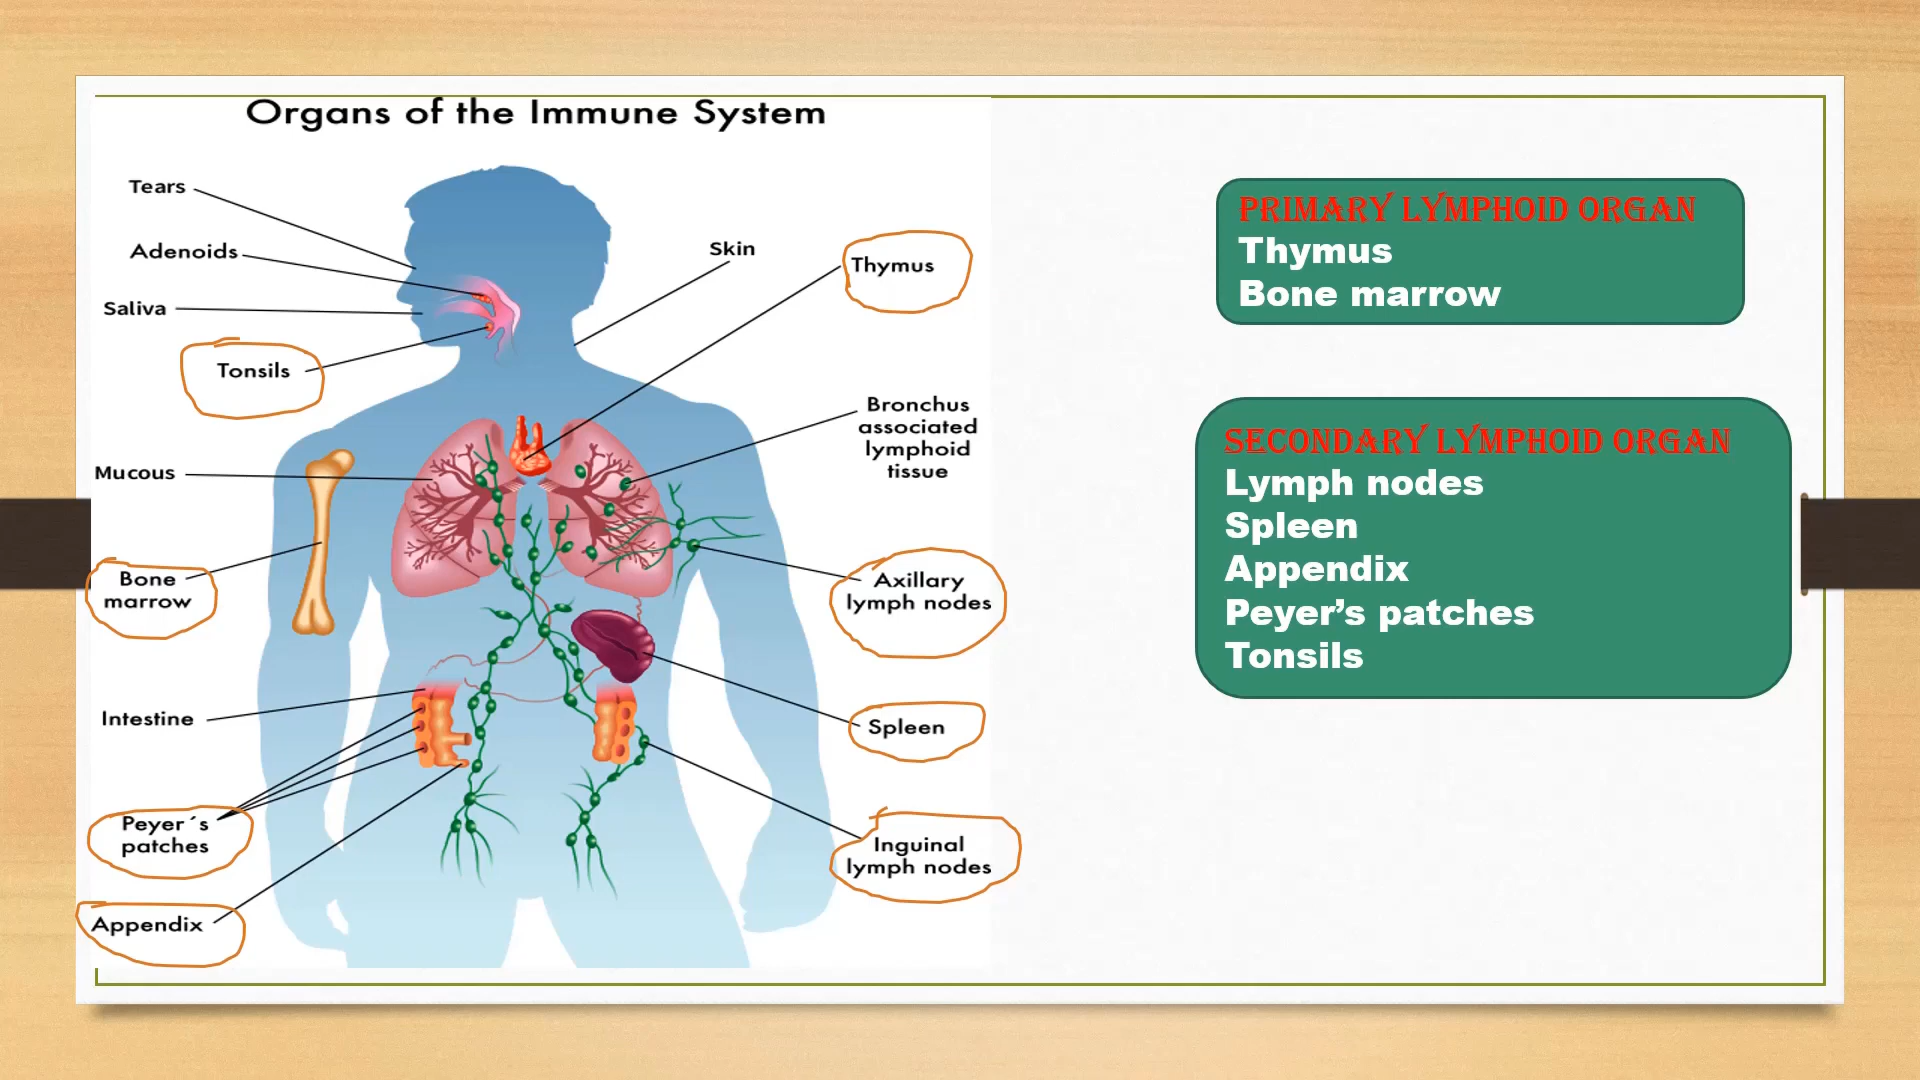 Organs of the Immune System
Tears
Adenoids
Saliva
Tonsils
Mucous
Bone
marrow
Intestine
Peyer´s
patches
Appendix
Skin
Thymus
Bronchus
associated
lymphoid
tissue
Axillary
lymph nodes
Spleen
Inguinal
lymph nodes
PRIMARY LYMPHOID ORGAN
Thymus
Bone marrow
SECONDARY LYMPHOID ORGAN
Lymph nodes
Spleen
Appendix
Peyer’s patches
Tonsils